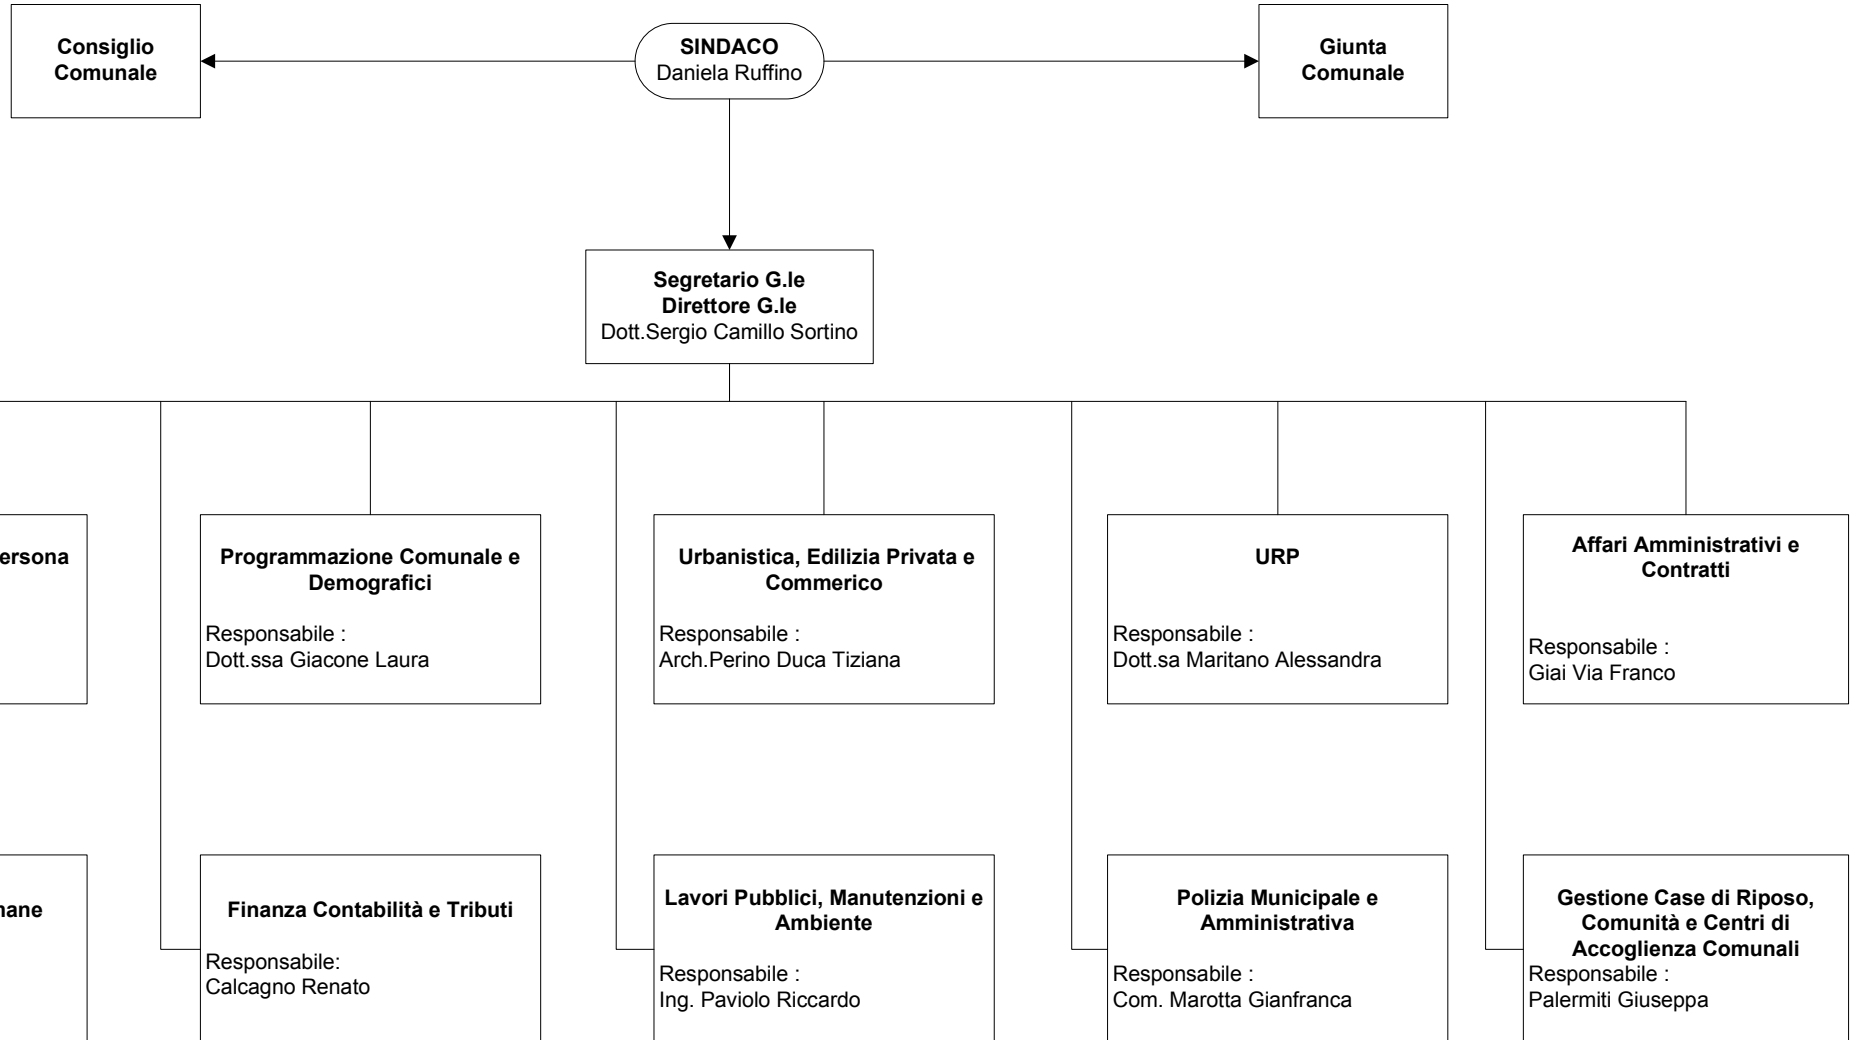 Consiglio
Comunale
SINDACO
Daniela Ruffino
Giunta
Comunale
Segretario G.le
Direttore G.le
Dott.Sergio Camillo Sortino
ersona
Programmazione Comunale e
Demografici
Responsabile :
Dott.ssa Giacone Laura
Urbanistica, Edilizia Privata e
Commerico
Responsabile :
Arch.Perino Duca Tiziana
URP
Responsabile :
Dott.sa Maritano Alessandra
Affari Amministrativi e
Contratti
Responsabile :
Giai Via Franco
nane
Finanza Contabilità e Tributi
Responsabile:
Calcagno Renato
Lavori Pubblici, Manutenzioni e
Ambiente
Responsabile :
Ing. Paviolo Riccardo
Polizia Municipale e
Amministrativa
Responsabile :
Com. Marotta Gianfranca
Gestione Case di Riposo,
Comunità e Centri di
Accoglienza Comunali
Responsabile :
Palermiti Giuseppa